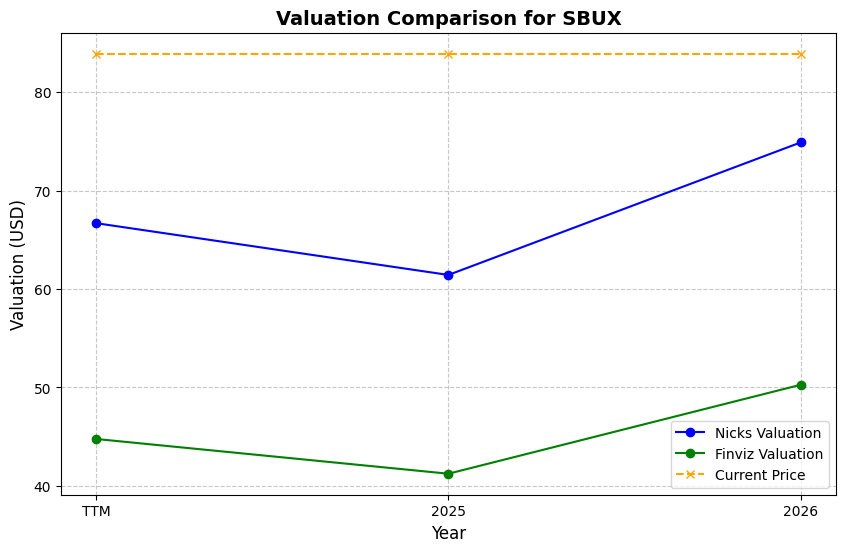 Valuation Comparison for SBUX
Valuation (USD)
80
70
60
50
40
TTM
2025
2026
Year
Nicks Valuation
Finviz Valuation
Current Price